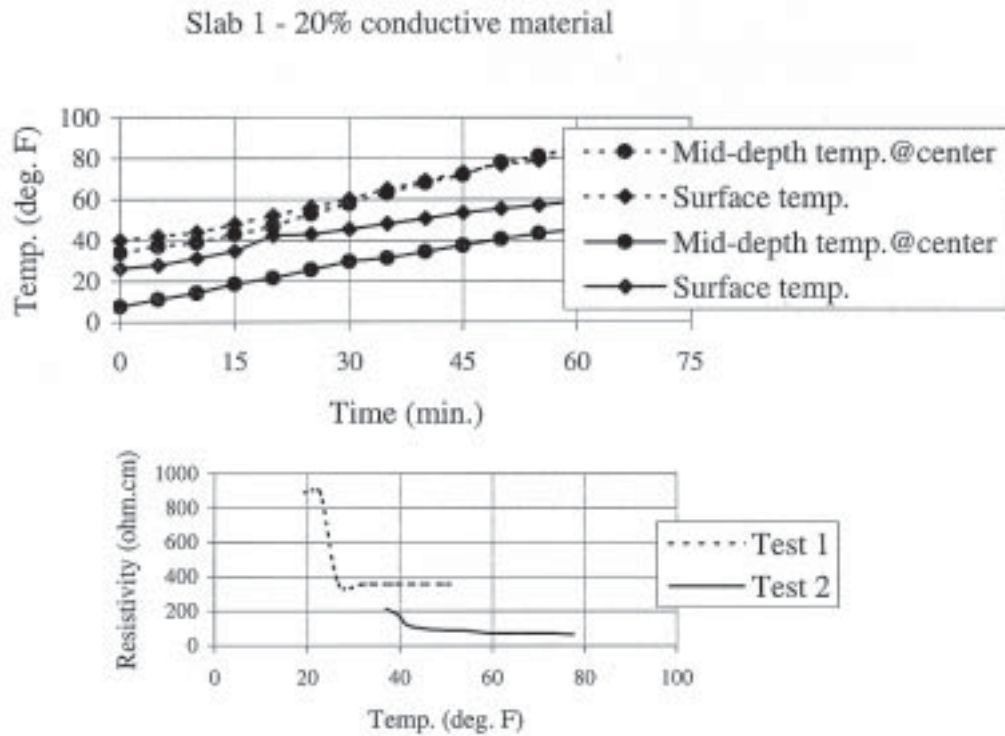 Slab 1 - 20% conductive material
Temp. (deg. F)
100
80
60
40
20
0
0 15 30 45 60 75
Time (min.)
Mid-depth temp.@center
Surface temp.
Mid-depth temp.@center
Surface temp.
Resistivity (ohm.cm)
1000
800
600
400
200
0
0 20 40 60 80 100
Temp. (deg. F)
Test 1
Test 2